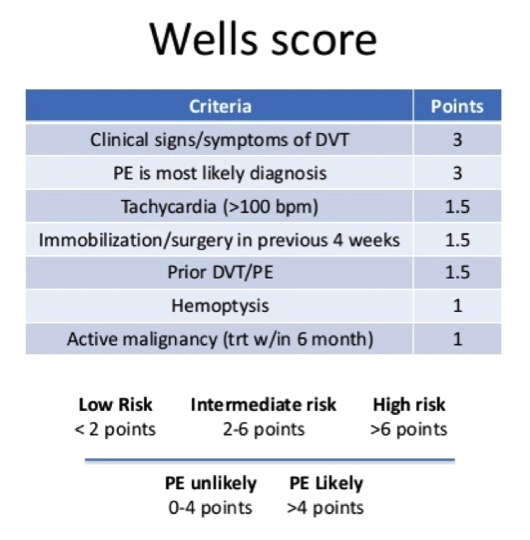 Wells score
Criteria Points
Clinical signs/symptoms of DVT 3
PE is most likely diagnosis 3
Tachycardia (>100 bpm) 1.5
Immobilization/surgery in previous 4 weeks 1.5
Prior DVT/PE 1.5
Hemoptysis 1
Active malignancy (trt w/in 6 month) 1
Low Risk Intermediate risk High risk
< 2 points 2-6 points >6 points
PE unlikely PE Likely
0-4 points >4 points